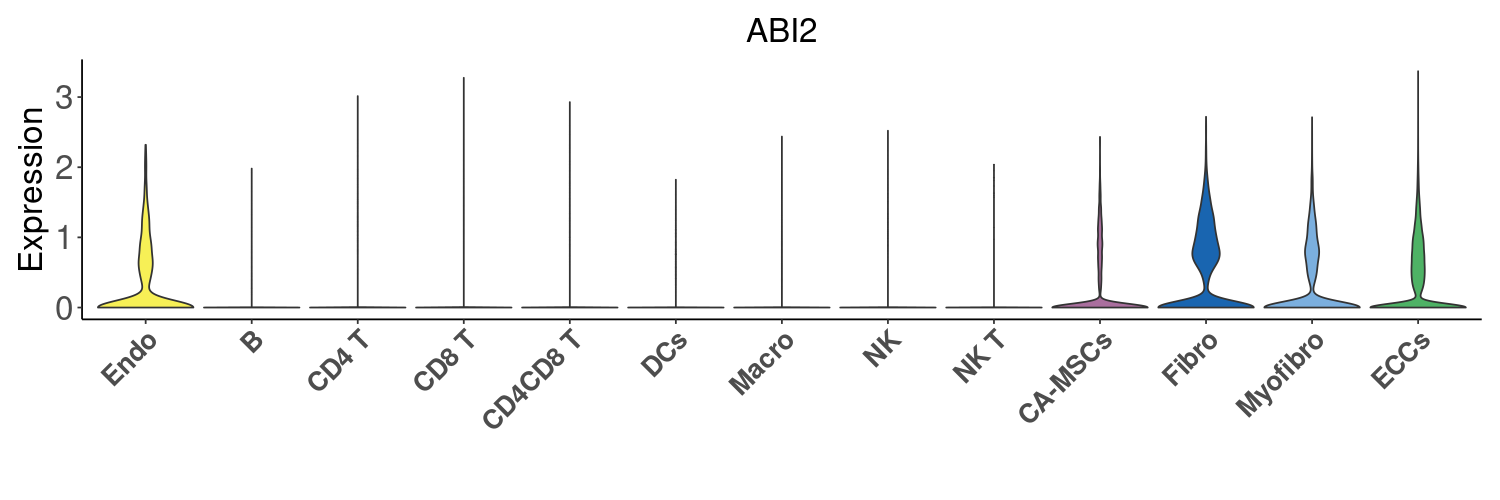 ABI2
Expression
3
2
1
0
Endo
B
CD4 T
CD8 T
CD4CD8 T
DCs
Macro
NK
NK T
CA-MSCs
Fibro
Myofibro
ECCs